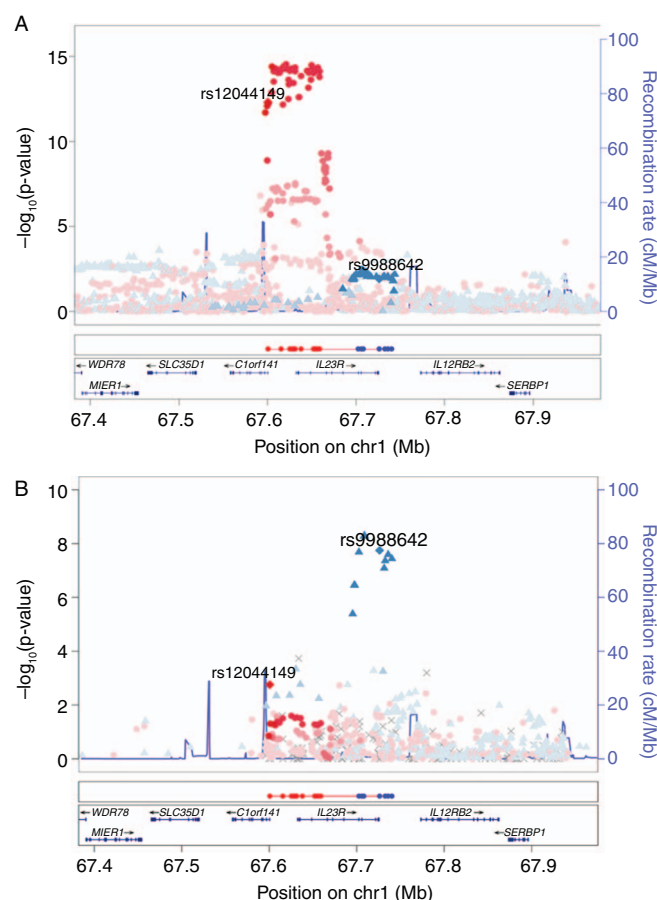 A
15
10
5
0
–log10(p-value)
100
80
60
40
20
0
Recombination rate (cM/Mb)
rs12044149
rs9988642
WDR78 SLC35D1 C1orf141 IL23R IL12RB2
MIER1 SERBP1
67.4 67.5 67.6 67.7 67.8 67.9
Position on chr1 (Mb)
B
10
8
6
4
2
0
–log10(p-value)
100
80
60
40
20
0
Recombination rate (cM/Mb)
rs9988642
rs12044149
WDR78 SLC35D1 C1orf141 IL23R IL12RB2
MIER1 SERBP1
67.4 67.5 67.6 67.7 67.8 67.9
Position on chr1 (Mb)